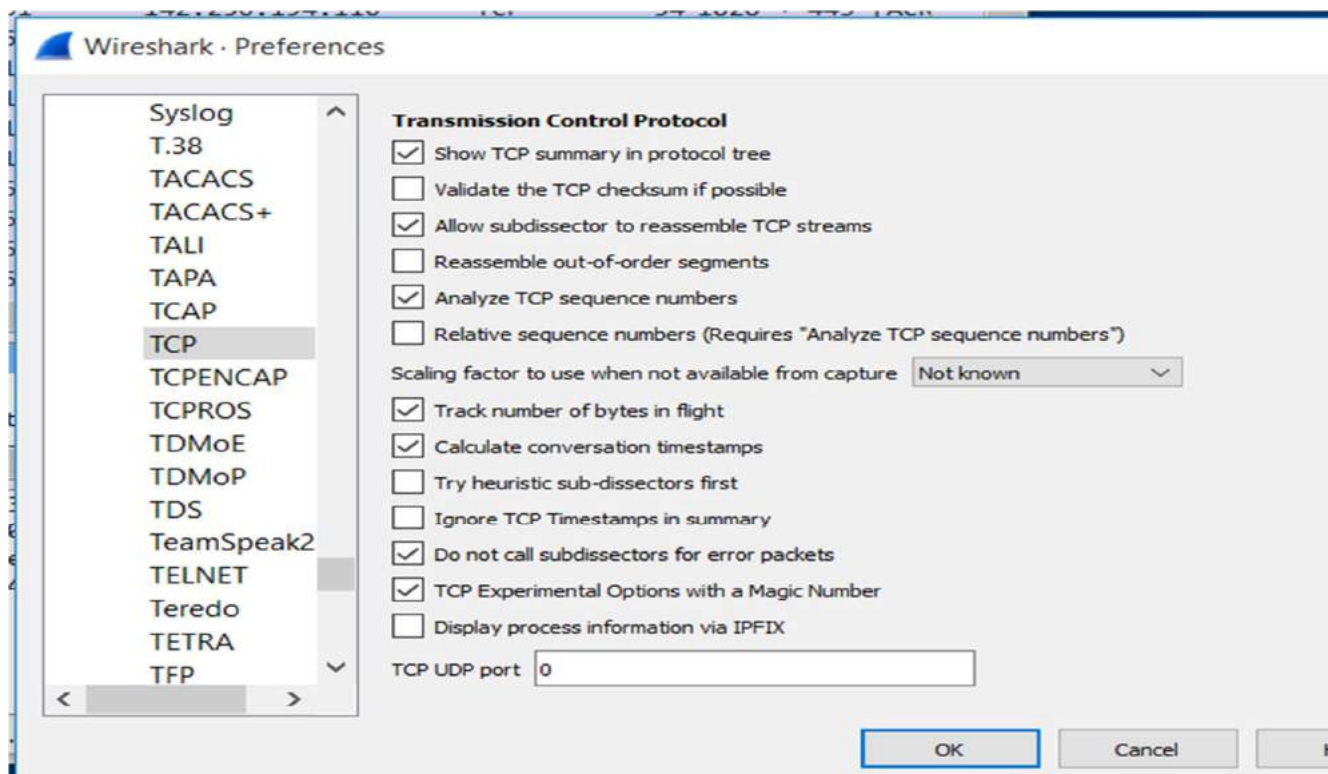 Wireshark · Preferences
Syslog
T.38
TACACS
TACACS+
TALI
TAPA
TCAP
TCP
TCPENCAP
TCPROS
TDMoE
TDMoP
TDS
TeamSpeak2
TELNET
Teredo
TETRA
TFP
Transmission Control Protocol
Show TCP summary in protocol tree
Validate the TCP checksum if possible
Allow subdissector to reassemble TCP streams
Reassemble out-of-order segments
Analyze TCP sequence numbers
Relative sequence numbers (Requires "Analyze TCP sequence numbers")
Scaling factor to use when not available from capture Not known
Track number of bytes in flight
Calculate conversation timestamps
Try heuristic sub-dissectors first
Ignore TCP Timestamps in summary
Do not call subdissectors for error packets
TCP Experimental Options with a Magic Number
Display process information via IPFIX
TCP UDP port 0
OK Cancel